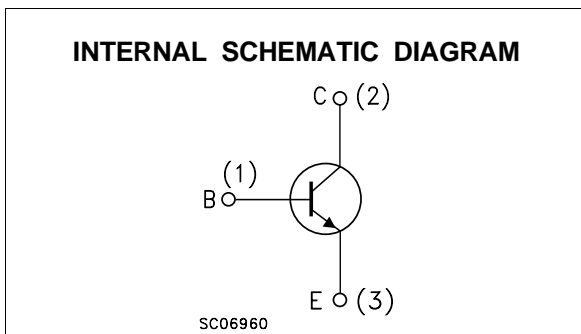 INTERNAL SCHEMATIC DIAGRAM
C (2)
(1)
B
E (3)
SC06960